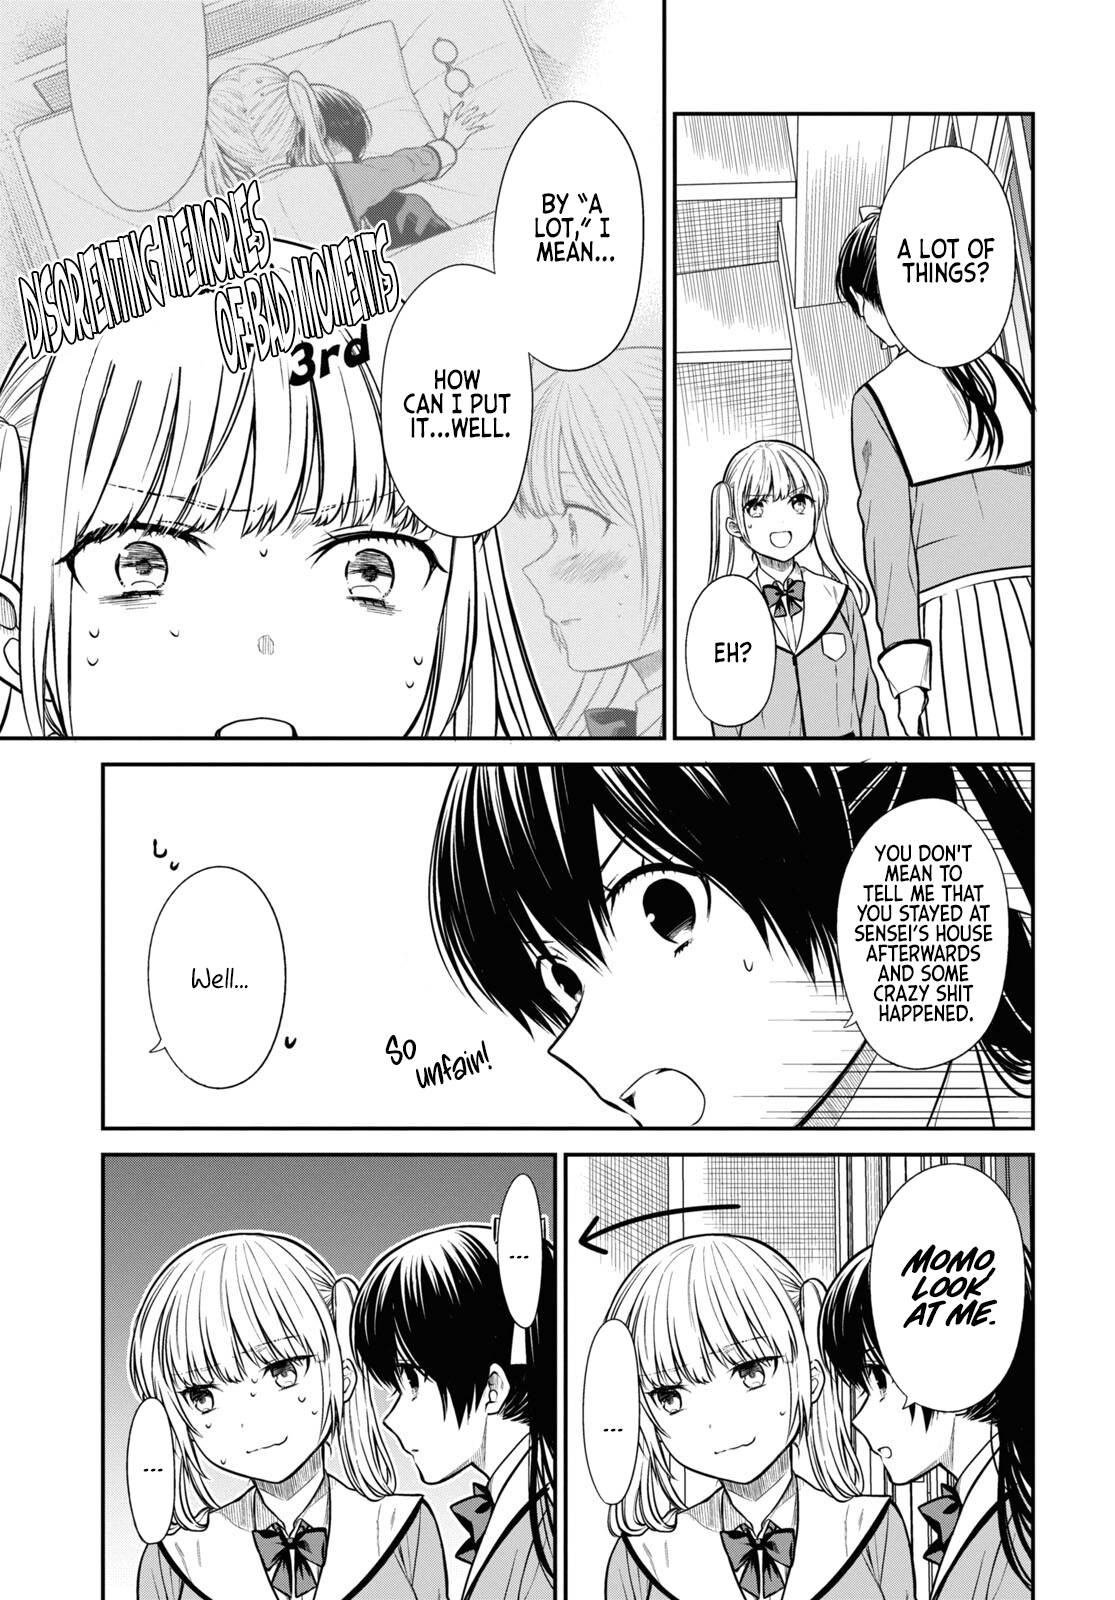 A LOT OF
THINGS?
EH?
BY "A
LOT," I
MEAN...
HOW
CAN I PUT
IT...WELL.
DISORIENTING MEMORIES
OF BAD MOMENTS
3rd
YOU DON'T
MEAN TO
TELL ME THAT
YOU STAYED AT
SENSEI'S HOUSE
AFTERWARDS
AND SOME
CRAZY SHIT
HAPPENED.
So
unfair!
Well...
MOMO,
LOOK
AT ME.
...
...
...